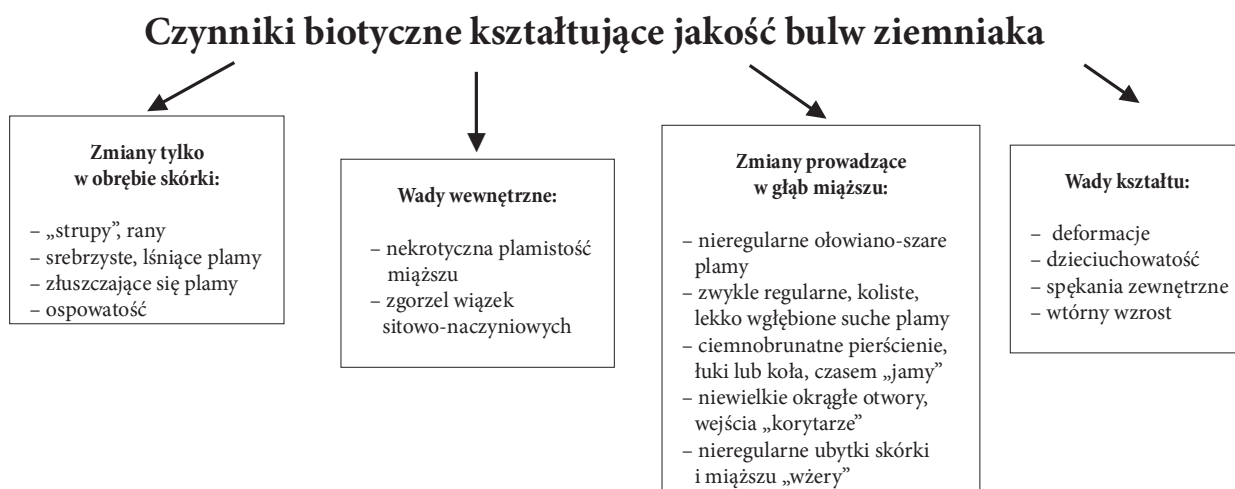 Czynniki biotyczne kształtujące jakość bulw ziemniaka
Zmiany tylko
w obrębie skórki:
– „strupy”, rany
– srebrzyste, lśniące plamy
– złuszczające się plamy
– ospowatość
Wady wewnętrzne:
– nekrotyczna plamistość
miąższu
– zgorzel wiązek
sitowo-naczyniowych
Zmiany prowadzące
w głąb miąższu:
– nieregularne ołowiano-szare
plamy
– zwykle regularne, koliste,
lekko wgłębione suche plamy
– ciemnobrunatne pierścienie,
łuki lub koła, czasem „jamy”
– niewielkie okrągłe otwory,
wejścia „korytarze”
– nieregularne ubytki skórki
i miąższu „wżery”
Wady kształtu:
– deformacje
– dzieciuchowatość
– spękania zewnętrzne
– wtórny wzrost